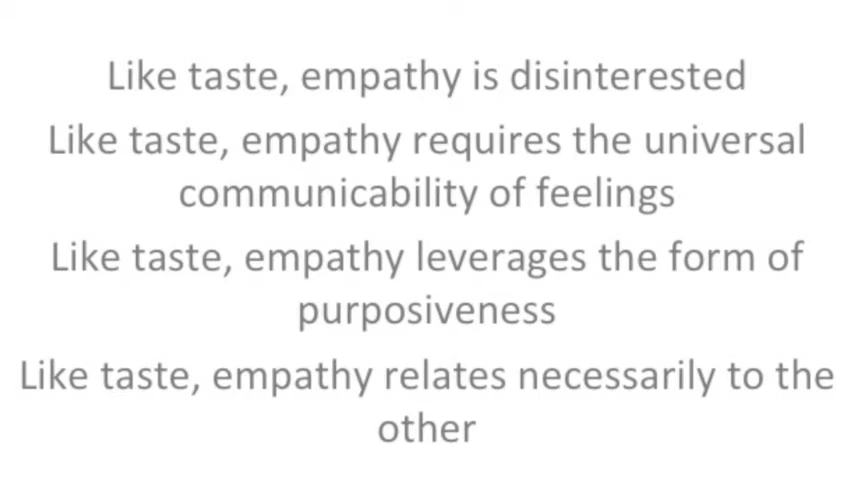 Like taste, empathy is disinterested
Like taste, empathy requires the universal
communicability of feelings
Like taste, empathy leverages the form of
purposiveness
Like taste, empathy relates necessarily to the
other